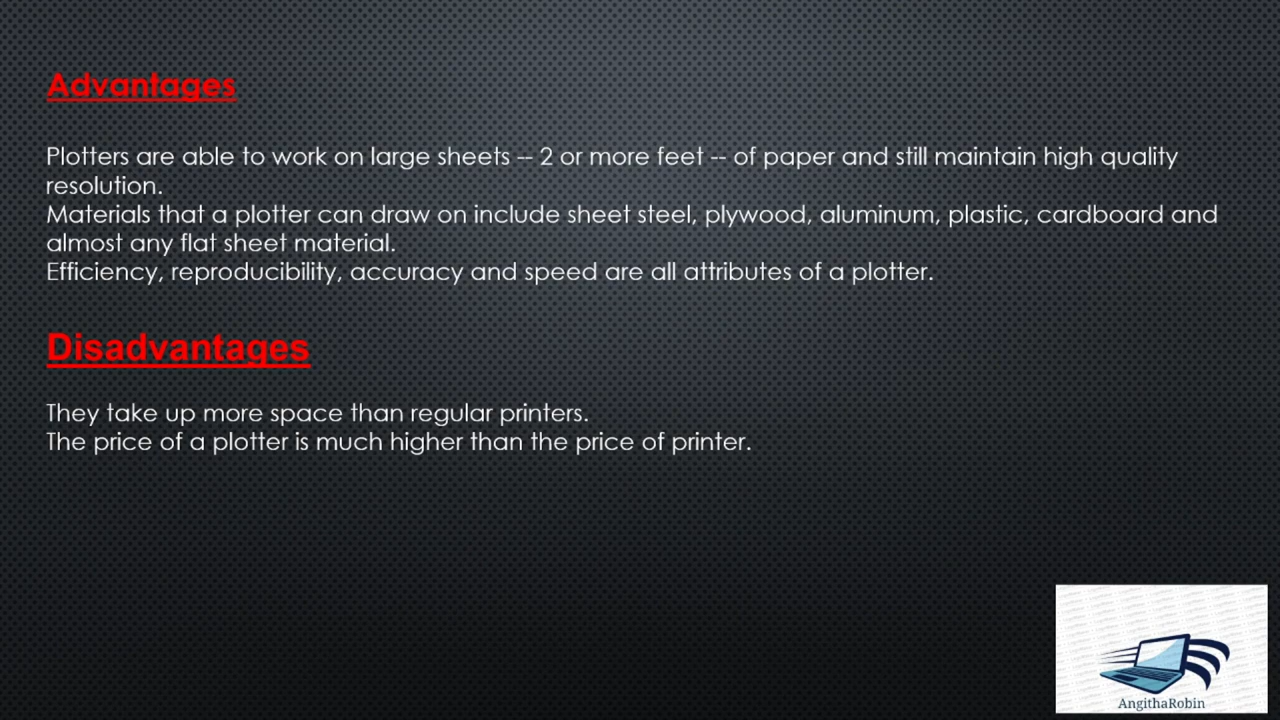 Advantages
Plotters are able to work on large sheets -- 2 or more feet -- of paper and still maintain high quality
resolution.
Materials that a plotter can draw on include sheet steel, plywood, aluminum, plastic, cardboard and
almost any flat sheet material.
Efficiency, reproducibility, accuracy and speed are all attributes of a plotter.
Disadvantages
They take up more space than regular printers.
The price of a plotter is much higher than the price of printer.
AngithaRobin